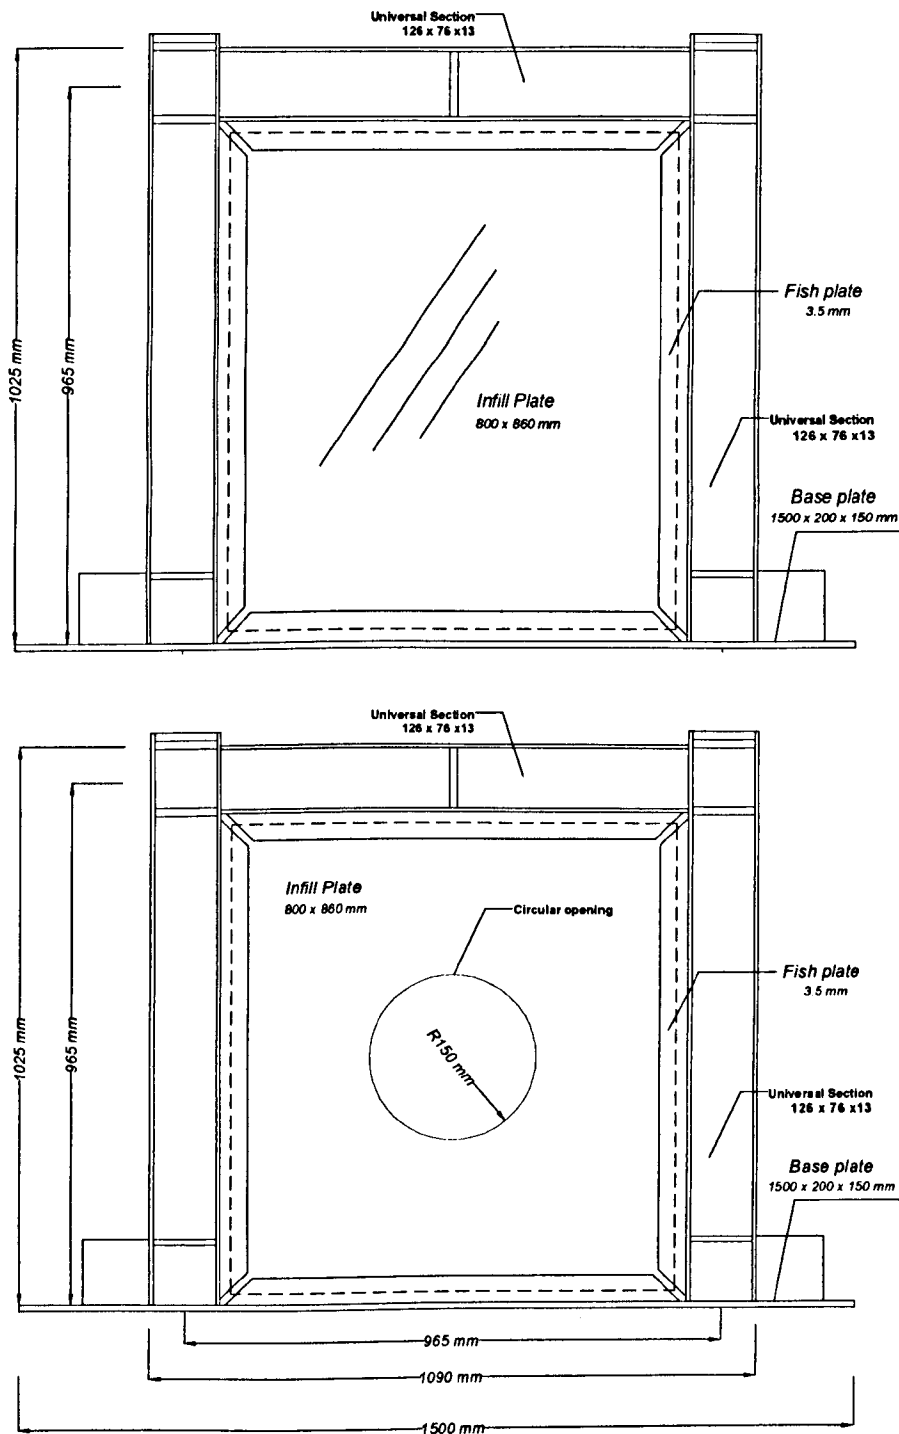 Universal Section
126 x 76 x13
1025 mm
965 mm
Fish plate
3.5 mm
Infill Plate
800 x 860 mm
Universal Section
126 x 76 x13
Base plate
1500 x 200 x 150 mm
Universal Section
126 x 76 x13
Infill Plate
800 x 860 mm
Circular opening
Fish plate
3.5 mm
1025 mm
965 mm
R150 mm
Universal Section
126 x 76 x13
Base plate
1500 x 200 x 150 mm
965 mm
1090 mm
1500 mm